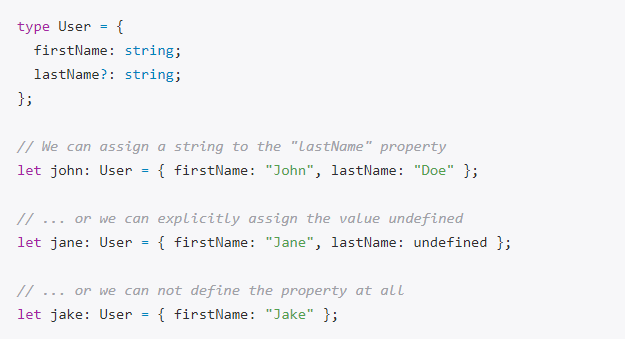 type User = {
  firstName: string;
  lastName?: string;
};
// We can assign a string to the "lastName" property
let john: User = { firstName: "John", lastName: "Doe" };
// ... or we can explicitly assign the value undefined
let jane: User = { firstName: "Jane", lastName: undefined };
// ... or we can not define the property at all
let jake: User = { firstName: "Jake" };